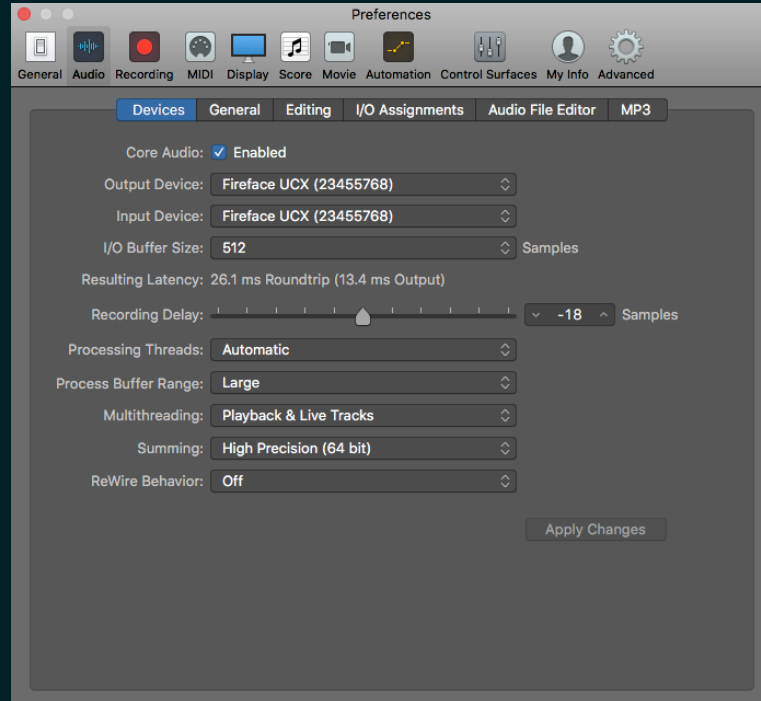 Preferences
General Audio Recording MIDI Display Score Movie Automation Control Surfaces My Info Advanced
Devices General Editing I/O Assignments Audio File Editor MP3
Core Audio: Enabled
Output Device: Fireface UCX (23455768)
Input Device: Fireface UCX (23455768)
I/O Buffer Size: 512 Samples
Resulting Latency: 26.1 ms Roundtrip (13.4 ms Output)
Recording Delay: -18 Samples
Processing Threads: Automatic
Process Buffer Range: Large
Multithreading: Playback & Live Tracks
Summing: High Precision (64 bit)
ReWire Behavior: Off
Apply Changes